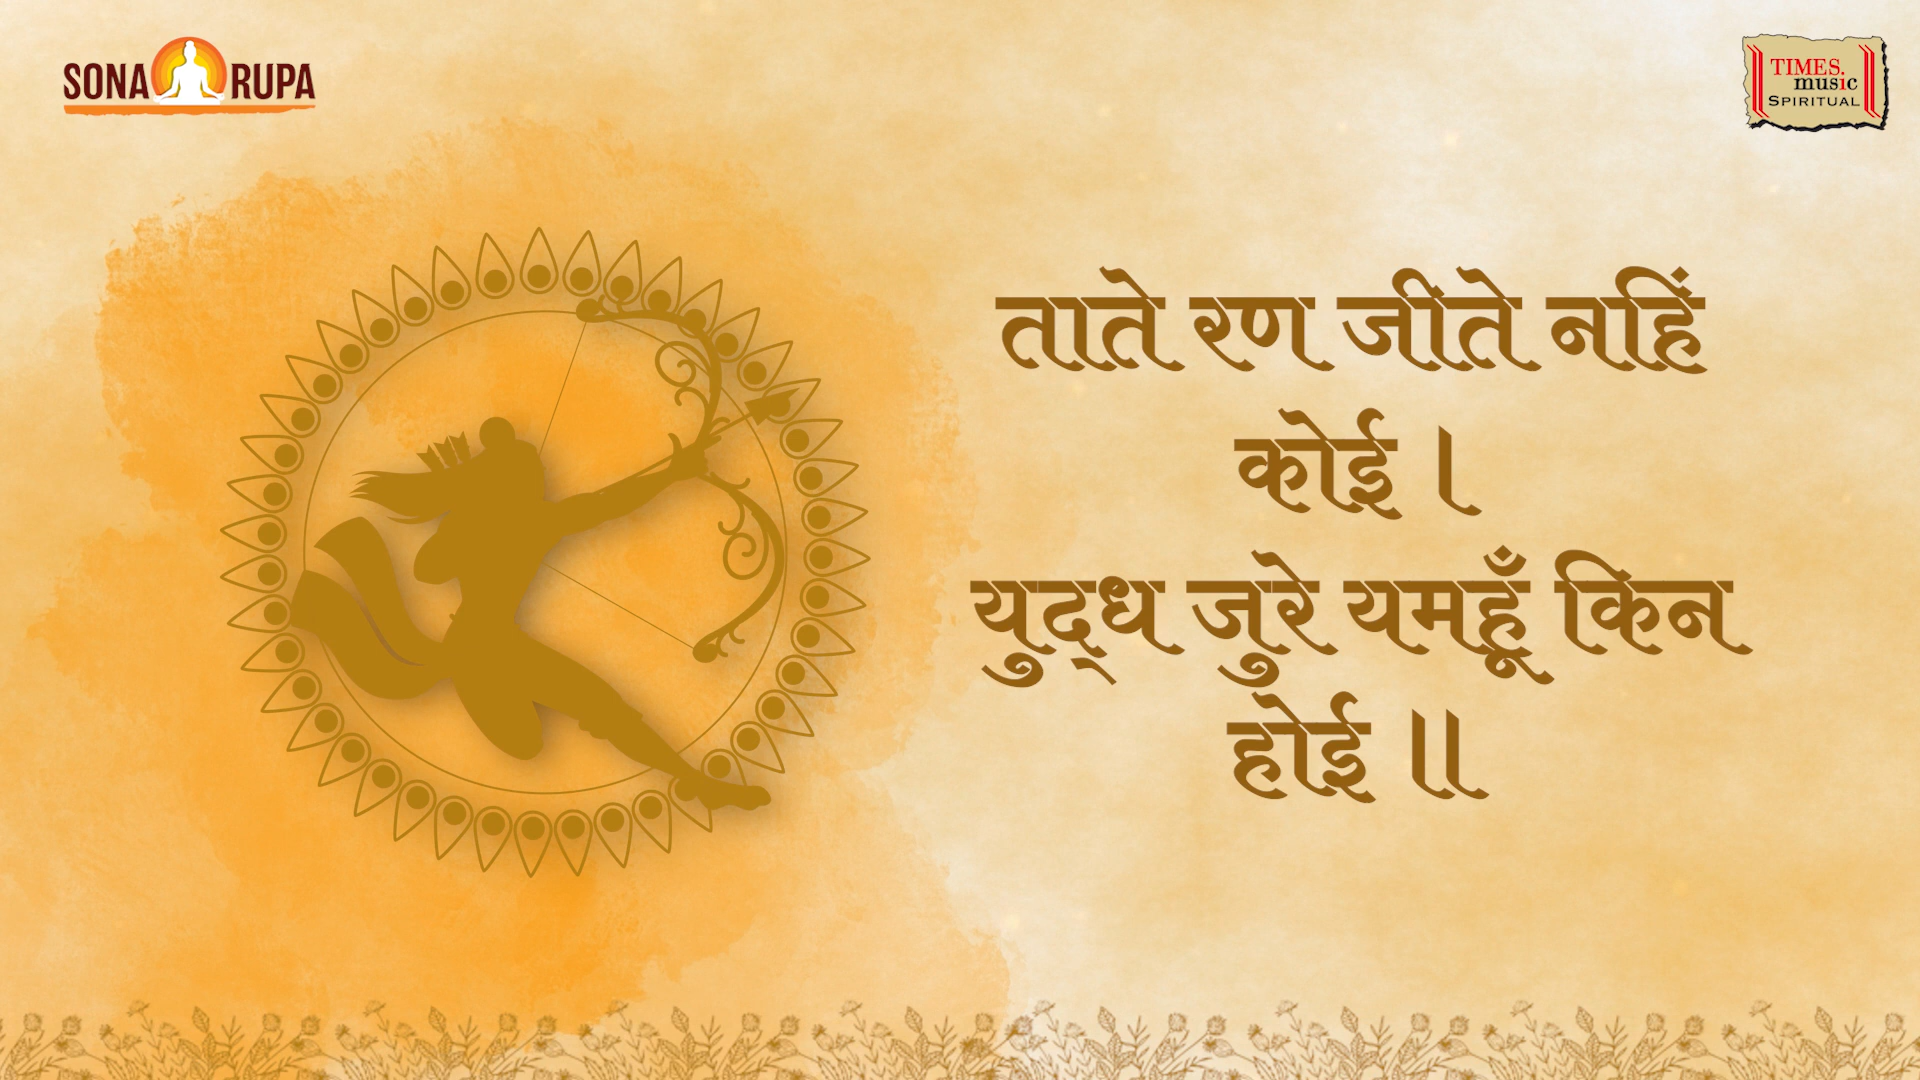 SONA RUPA
TIMES.
music
SPIRITUAL
ताते रण जीते नहिं
कोई ।
युद्ध जुरे यमहूँ किन
होई ॥